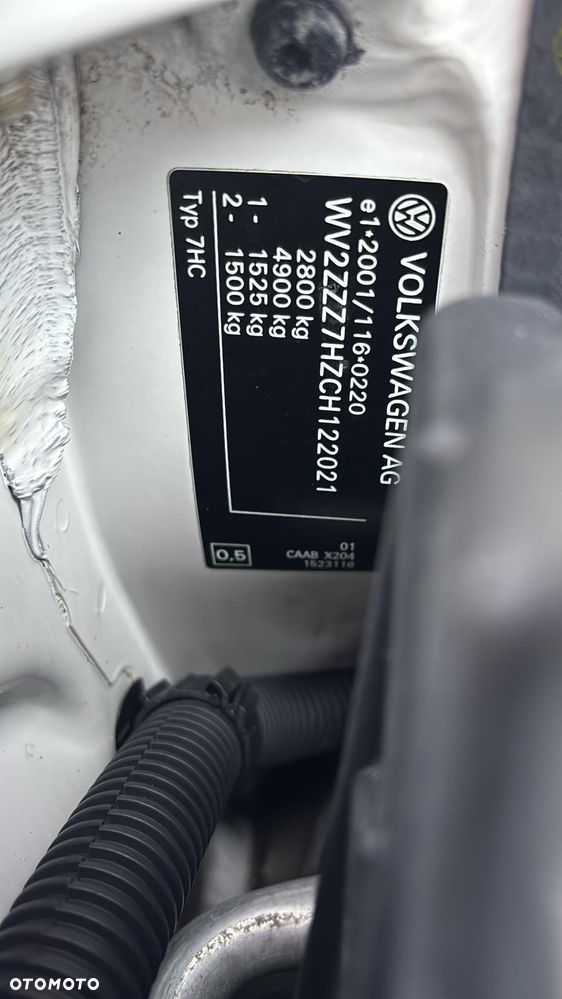 VOLKSWAGEN AG
e1*2001/116*0220
WV2ZZZ7HZCH122021
2800 kg
4900 kg
1- 1525 kg
2- 1500 kg
Typ 7HC
01
CAAB X204
1523116
0.5
OTOMOTO